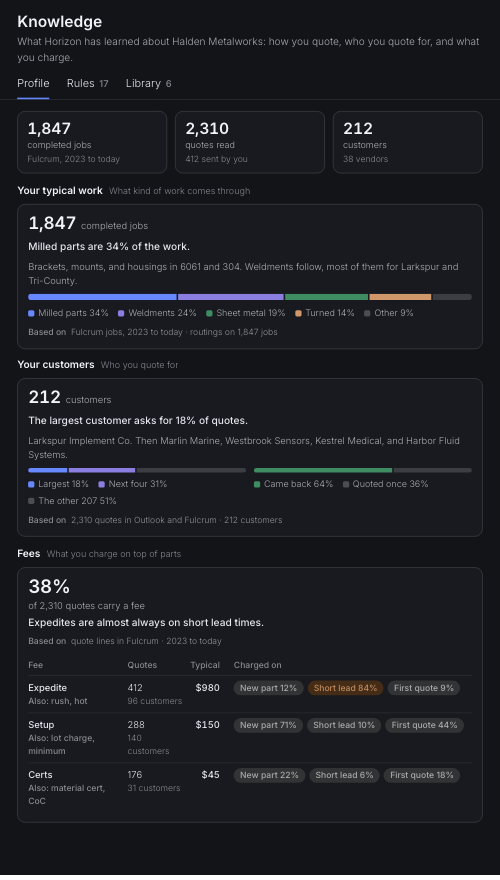 Knowledge
What Horizon has learned about Halden Metalworks: how you quote, who you quote for, and what
you charge.
Profile Rules 17 Library 6
1,847
completed jobs
Fulcrum, 2023 to today
2,310
quotes read
412 sent by you
212
customers
38 vendors
Your typical work What kind of work comes through
1,847 completed jobs
Milled parts are 34% of the work.
Brackets, mounts, and housings in 6061 and 304. Weldments follow, most of them for Larkspur and
Tri-County.
Milled parts 34% Weldments 24% Sheet metal 19% Turned 14% Other 9%
Based on Fulcrum jobs, 2023 to today · routings on 1,847 jobs
Your customers Who you quote for
212 customers
The largest customer asks for 18% of quotes.
Larkspur Implement Co. Then Marlin Marine, Westbrook Sensors, Kestrel Medical, and Harbor Fluid
Systems.
Largest 18% Next four 31%
The other 207 51%
Came back 64% Quoted once 36%
Based on 2,310 quotes in Outlook and Fulcrum · 212 customers
Fees What you charge on top of parts
38%
of 2,310 quotes carry a fee
Expedites are almost always on short lead times.
Based on quote lines in Fulcrum · 2023 to today
Fee Quotes Typical Charged on
Expedite 412 $980 New part 12% Short lead 84% First quote 9%
Also: rush, hot 96 customers
Setup 288 $150 New part 71% Short lead 10% First quote 44%
Also: lot charge, 140
minimum customers
Certs 176 $45 New part 22% Short lead 6% First quote 18%
Also: material cert, 31 customers
CoC